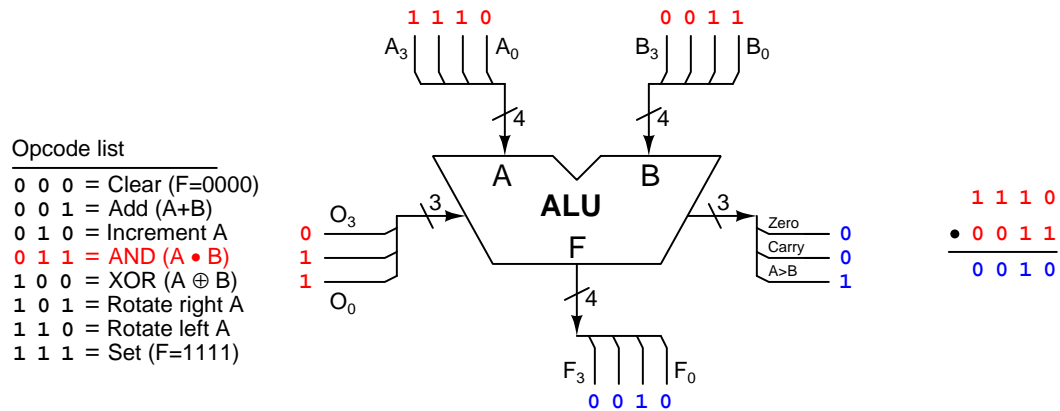 1 1 1 0
0 0 1 1
A3 A0
B3 B0
4 4
Opcode list
0 0 0 = Clear (F=0000)
0 0 1 = Add (A+B)
0 1 0 = Increment A
0 1 1 = AND (A • B)
1 0 0 = XOR (A ⊕ B)
1 0 1 = Rotate right A
1 1 0 = Rotate left A
1 1 1 = Set (F=1111)
O3
0
1
1
O0
3
A B
ALU
F
3
Zero 0
Carry 0
A>B 1
1 1 1 0
• 0 0 1 1
0 0 1 0
4
F3 F0
0 0 1 0